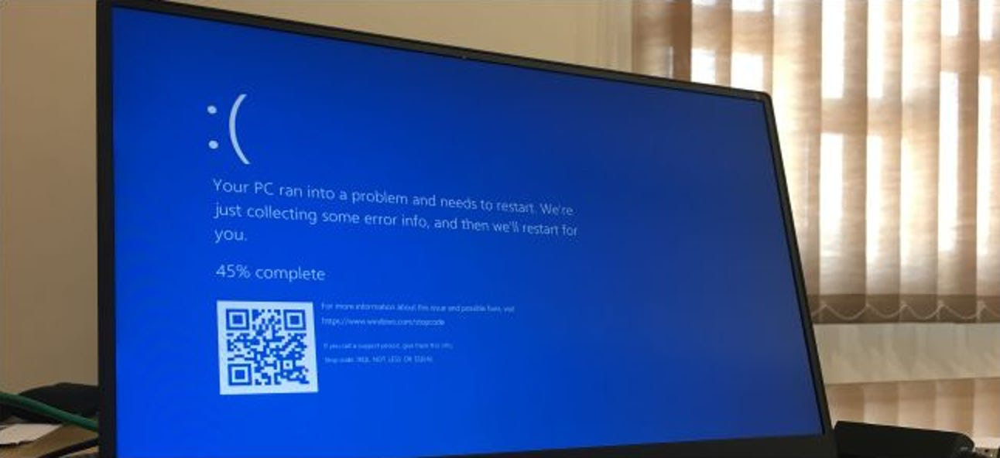 :(
Your PC ran into a problem and needs to restart. We're
just collecting some error info, and then we'll restart for
you.
45% complete
For more information about this issue and possible fixes, visit
https://www.windows.com/stopcode
If you call a support person, give them this info:
Stop code: IRQL NOT LESS OR EQUAL